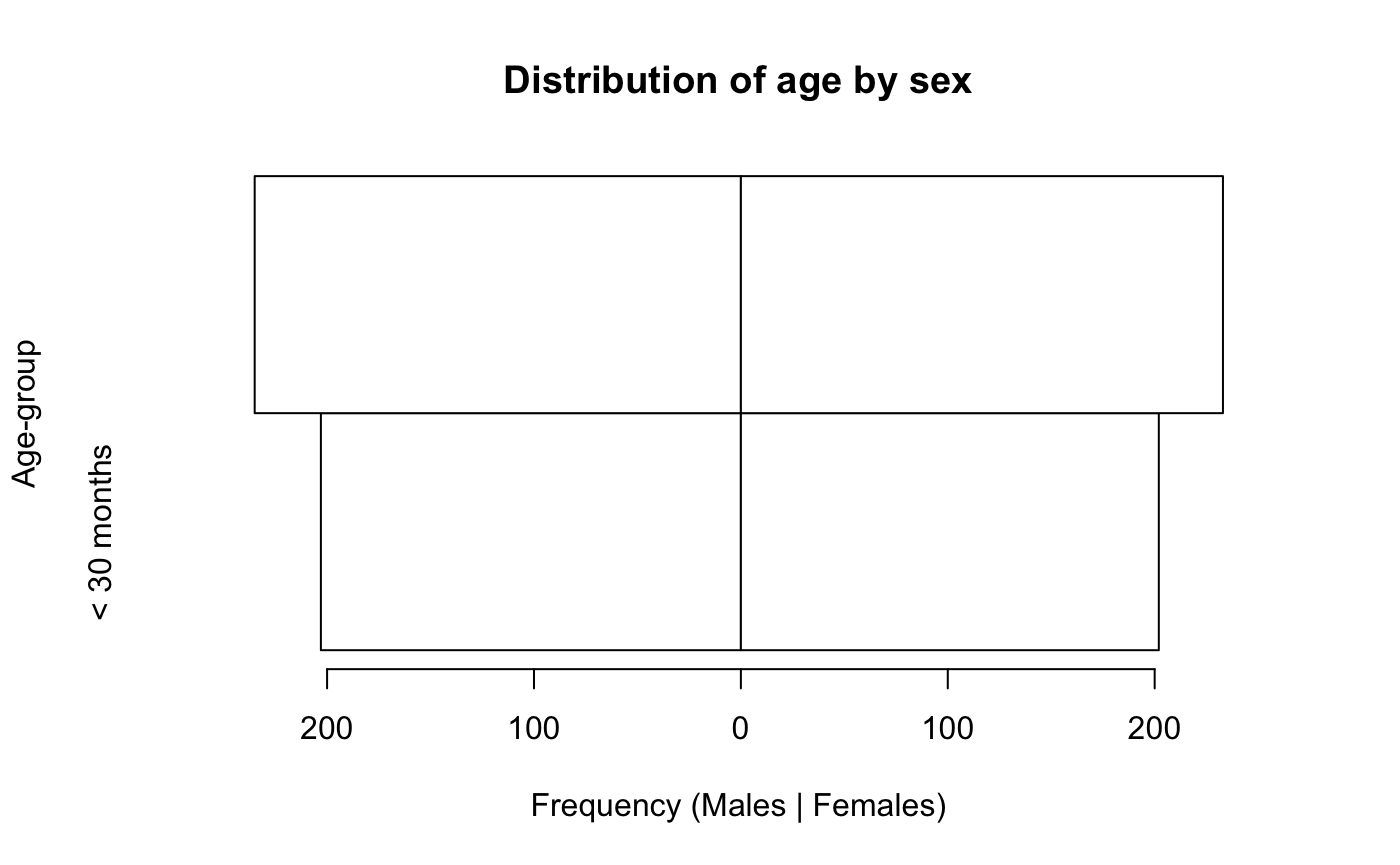 Distribution of age by sex
Age-group
< 30 months
200 100 0 100 200
Frequency (Males | Females)